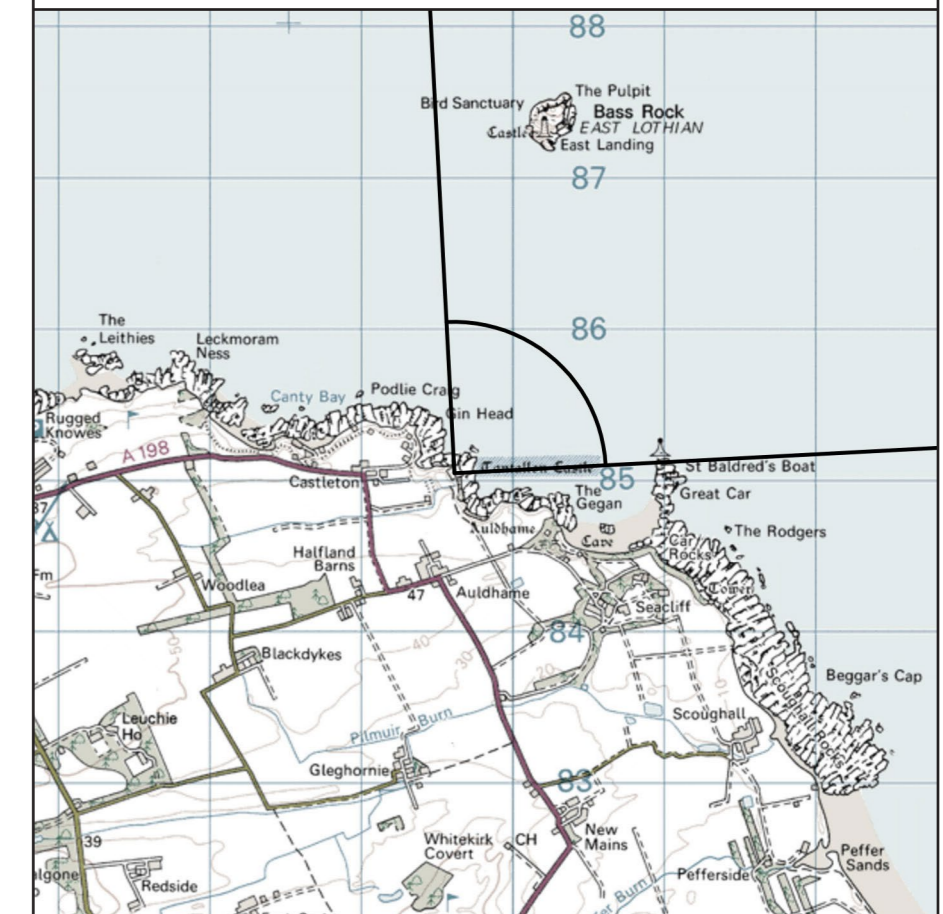 88
The Pulpit
Bird Sanctuary
Bass Rock
EAST LOTHIAN
Castle
East Landing
87
The
Leithies
86
Leckmoram
Ness
Canty Bay
Podlie Craig
Gin Head
Rugged
Knowes
A 198
Tantallon Castle
St Baldred's Boat
Castleton
85
The
Gegan
Great Car
37
Auldhame
The Rodgers
Cave
Car
Rocks
Halfland
Barns
Fm
Woodlea
47
Auldhame
Tower
Seacliff
84
40
30
50
Blackdykes
20
10
Beggar's Cap
Scoughall Rocks
Leuchie
Ho
Scoughall
Pilmuir Burn
Gleghornie
83
39
Whitekirk
Covert
CH
New
Mains
Peffer
Sands
algone
Redside
Pefferside
Burn